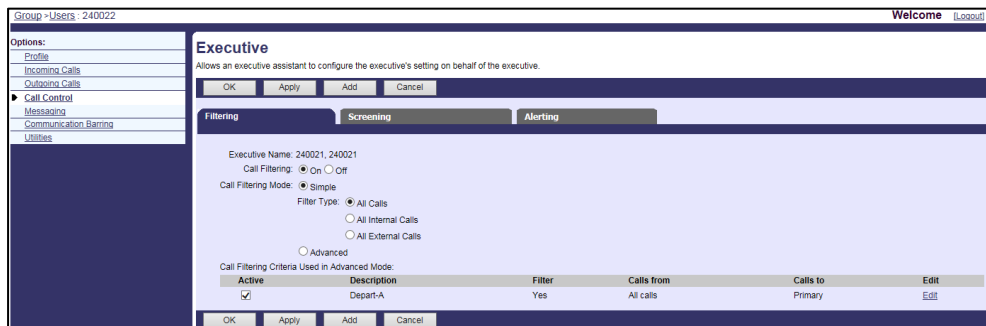 Group >Users : 240022 Welcome [Logout]
Options:
Profile
Incoming Calls
Outgoing Calls
Call Control
Messaging
Communication Barring
Utilities
Executive
Allows an executive assistant to configure the executive's setting on behalf of the executive.
OK Apply Add Cancel
Filtering Screening Alerting
Executive Name: 240021, 240021
Call Filtering: On Off
Call Filtering Mode: Simple
Filter Type: All Calls
All Internal Calls
All External Calls
Advanced
Call Filtering Criteria Used in Advanced Mode:
Active Description Filter Calls from Calls to Edit
Depart-A Yes All calls Primary Edit
OK Apply Add Cancel